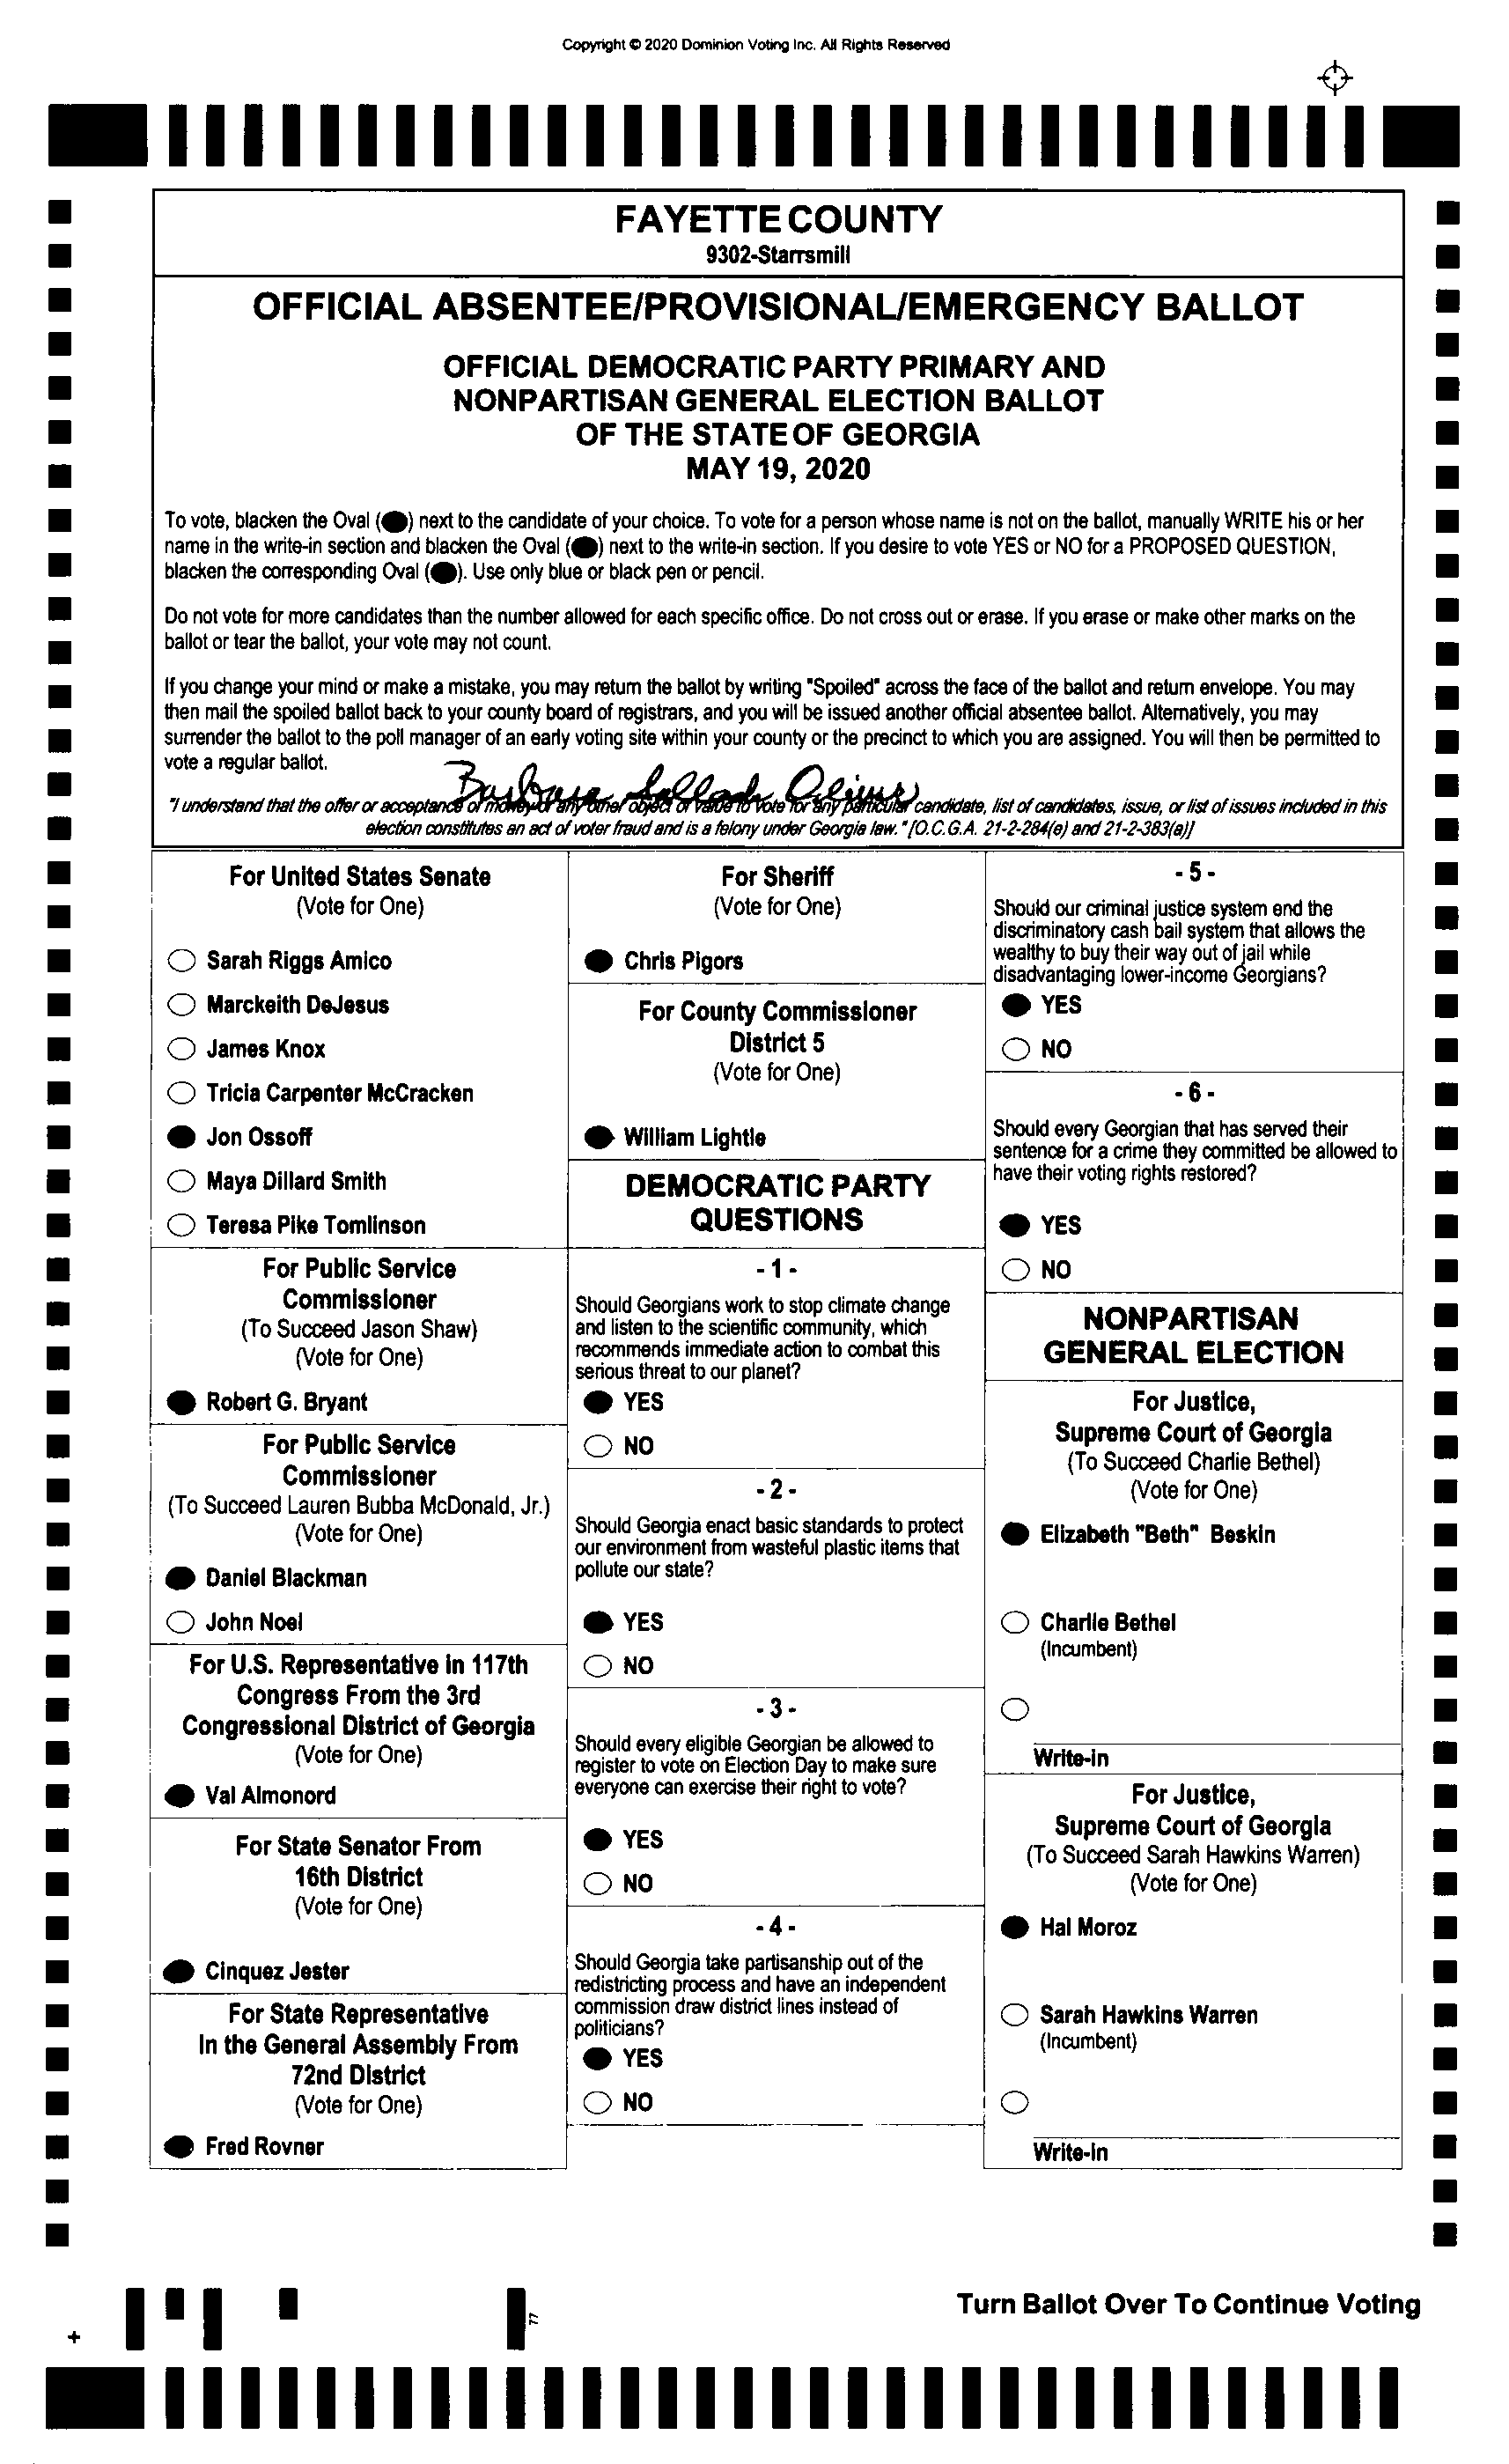 Copyright © 2020 Dominion Voting Inc. All Rights Reserved
FAYETTE COUNTY
9302-Starrsmill
OFFICIAL ABSENTEE/PROVISIONAL/EMERGENCY BALLOT
OFFICIAL DEMOCRATIC PARTY PRIMARY AND
NONPARTISAN GENERAL ELECTION BALLOT
OF THE STATE OF GEORGIA
MAY 19, 2020
To vote, blacken the Oval (●) next to the candidate of your choice. To vote for a person whose name is not on the ballot, manually WRITE his or her
name in the write-in section and blacken the Oval (●) next to the write-in section. If you desire to vote YES or NO for a PROPOSED QUESTION,
blacken the corresponding Oval (●). Use only blue or black pen or pencil.
Do not vote for more candidates than the number allowed for each specific office. Do not cross out or erase. If you erase or make other marks on the
ballot or tear the ballot, your vote may not count.
If you change your mind or make a mistake, you may return the ballot by writing "Spoiled" across the face of the ballot and return envelope. You may
then mail the spoiled ballot back to your county board of registrars, and you will be issued another official absentee ballot. Alternatively, you may
surrender the ballot to the poll manager of an early voting site within your county or the precinct to which you are assigned. You will then be permitted to
vote a regular ballot.
"I understand that the offer or acceptance of money or any other object of value to vote for any particular candidate, list of candidates, issue, or list of issues included in this
election constitutes an act of voter fraud and is a felony under Georgia law." [O.C.G.A. 21-2-284(e) and 21-2-383(a)]
For United States Senate
(Vote for One)
Sarah Riggs Amico
Marckeith DeJesus
James Knox
Tricia Carpenter McCracken
Jon Ossoff
Maya Dillard Smith
Teresa Pike Tomlinson
For Public Service
Commissioner
(To Succeed Jason Shaw)
(Vote for One)
Robert G. Bryant
For Public Service
Commissioner
(To Succeed Lauren Bubba McDonald, Jr.)
(Vote for One)
Daniel Blackman
John Noel
For U.S. Representative in 117th
Congress From the 3rd
Congressional District of Georgia
(Vote for One)
Val Almonord
For State Senator From
16th District
(Vote for One)
Cinquez Jester
For State Representative
In the General Assembly From
72nd District
(Vote for One)
Fred Rovner
For Sheriff
(Vote for One)
Chris Pigors
For County Commissioner
District 5
(Vote for One)
William Lightle
DEMOCRATIC PARTY
QUESTIONS
- 1 -
Should Georgians work to stop climate change
and listen to the scientific community, which
recommends immediate action to combat this
serious threat to our planet?
YES
NO
- 2 -
Should Georgia enact basic standards to protect
our environment from wasteful plastic items that
pollute our state?
YES
NO
- 3 -
Should every eligible Georgian be allowed to
register to vote on Election Day to make sure
everyone can exercise their right to vote?
YES
NO
- 4 -
Should Georgia take partisanship out of the
redistricting process and have an independent
commission draw district lines instead of
politicians?
YES
NO
- 5 -
Should our criminal justice system end the
discriminatory cash bail system that allows the
wealthy to buy their way out of jail while
disadvantaging lower-income Georgians?
YES
NO
- 6 -
Should every Georgian that has served their
sentence for a crime they committed be allowed to
have their voting rights restored?
YES
NO
NONPARTISAN
GENERAL ELECTION
For Justice,
Supreme Court of Georgia
(To Succeed Charlie Bethel)
(Vote for One)
Elizabeth "Beth" Beskin
Charlie Bethel
(Incumbent)
Write-in
For Justice,
Supreme Court of Georgia
(To Succeed Sarah Hawkins Warren)
(Vote for One)
Hal Moroz
Sarah Hawkins Warren
(Incumbent)
Write-in
Turn Ballot Over To Continue Voting
77